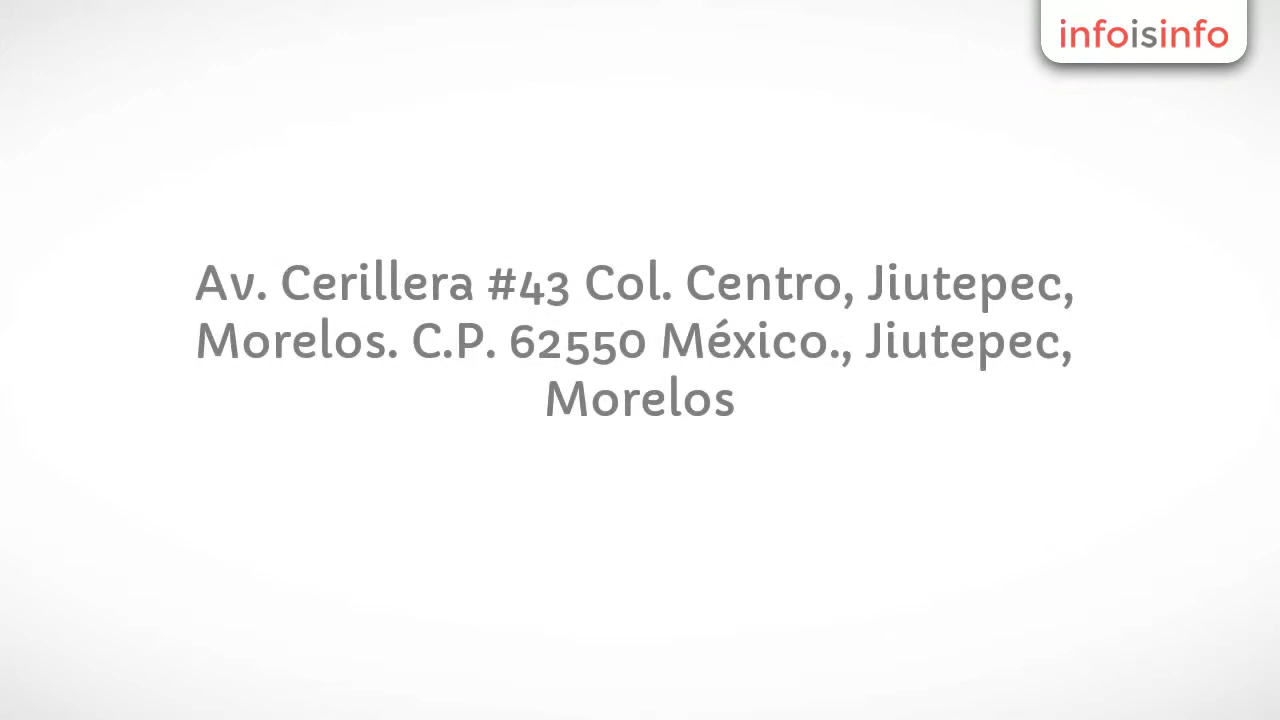 infoisinfo
Av. Cerillera #43 Col. Centro, Jiutepec,
Morelos. C.P. 62550 México., Jiutepec,
Morelos